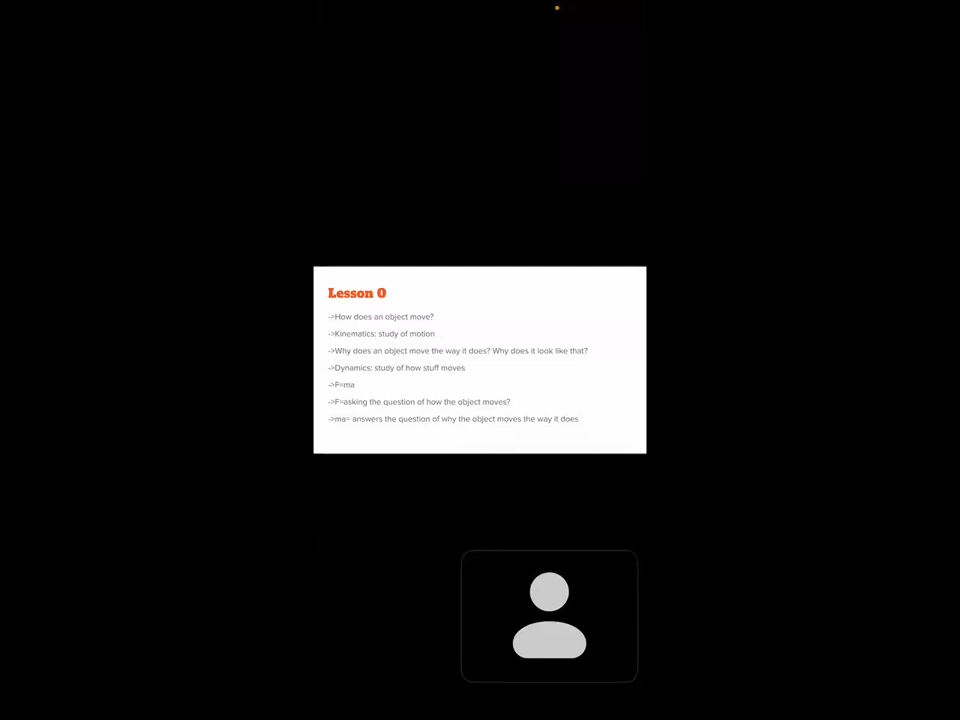 Lesson 0
->How does an object move?
->Kinematics: study of motion
->Why does an object move the way it does? Why does it look like that?
->Dynamics: study of how stuff moves
->F=ma
->F=asking the question of how the object moves?
->ma= answers the question of why the object moves the way it does